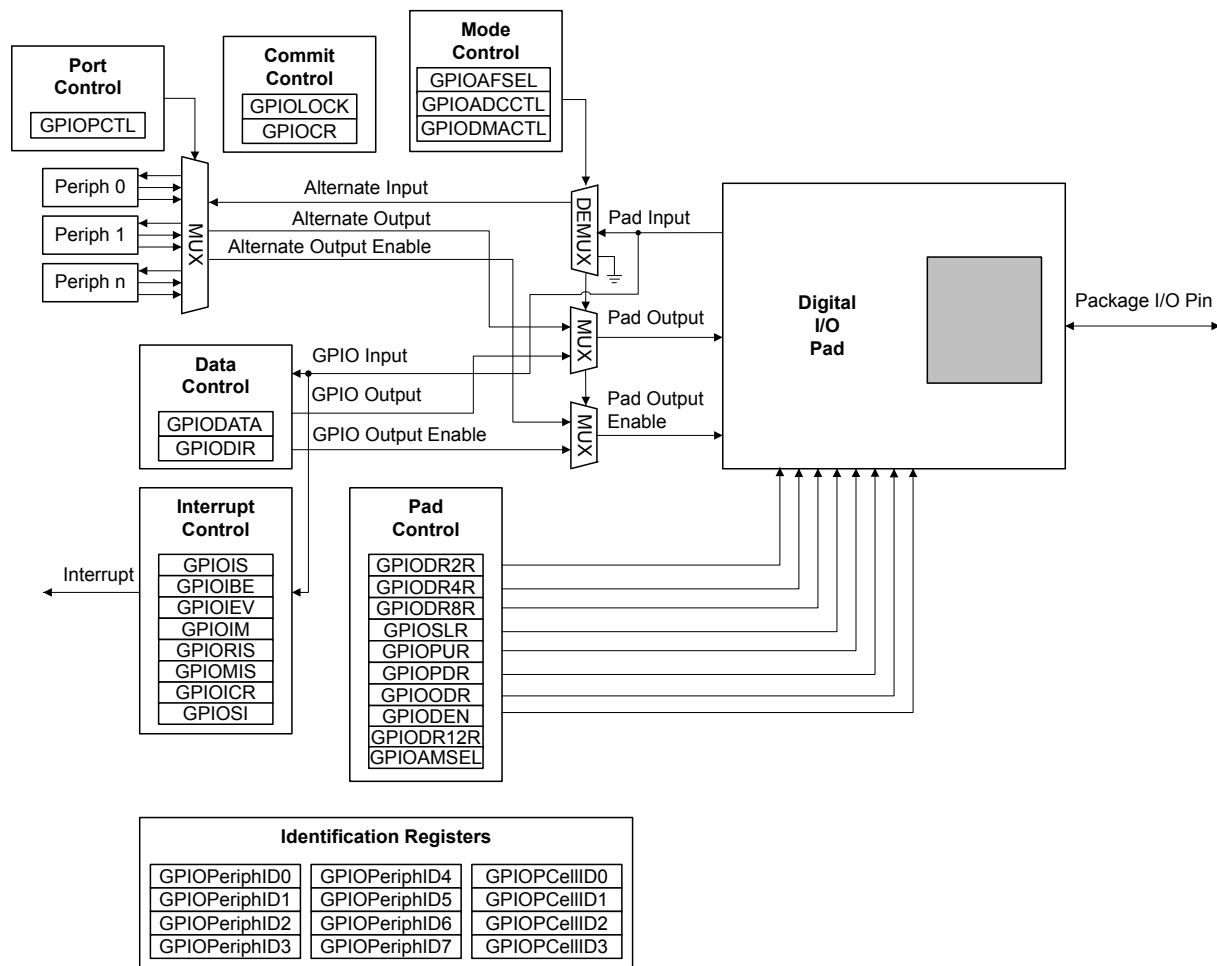 Port
Control
GPIOPCTL
Commit
Control
GPIOLOCK
GPIOCR
Mode
Control
GPIOAFSEL
GPIOADCCTL
GPIODMACTL
Periph 0
Periph 1
Periph n
MUX
Alternate Input
Alternate Output
Alternate Output Enable
DEMUX
Pad Input
MUX
Pad Output
MUX
Pad Output
Enable
Digital
I/O
Pad
Package I/O Pin
Data
Control
GPIODATA
GPIODIR
GPIO Input
GPIO Output
GPIO Output Enable
Interrupt
Control
GPIOIS
GPIOIBE
GPIOIEV
GPIOIM
GPIORIS
GPIOMIS
GPIOICR
GPIOSI
Interrupt
Pad
Control
GPIODR2R
GPIODR4R
GPIODR8R
GPIOSLR
GPIOPUR
GPIOPDR
GPIOODR
GPIODEN
GPIODR12R
GPIOAMSEL
Identification Registers
GPIOPeriphID0
GPIOPeriphID1
GPIOPeriphID2
GPIOPeriphID3
GPIOPeriphID4
GPIOPeriphID5
GPIOPeriphID6
GPIOPeriphID7
GPIOPCellID0
GPIOPCellID1
GPIOPCellID2
GPIOPCellID3